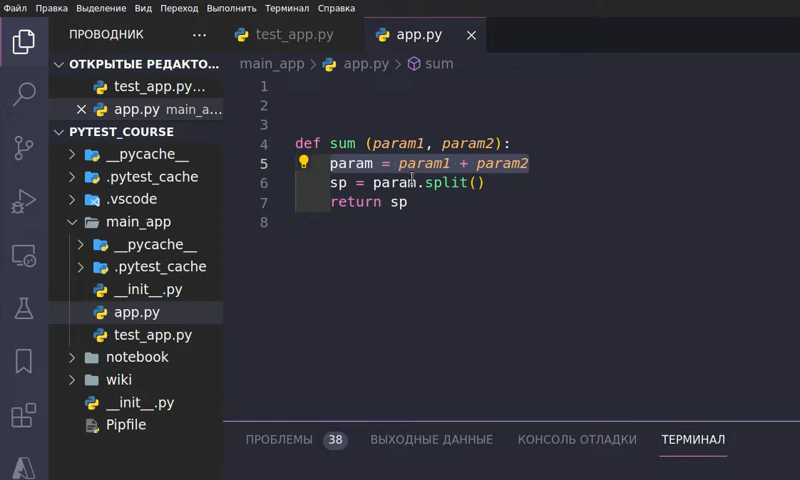 Файл Правка Выделение Вид Переход Выполнить Терминал Справка
ПРОВОДНИК ...
test_app.py
app.py
ОТКРЫТЫЕ РЕДАКТО...
test_app.py...
app.py main_a...
PYTEST_COURSE
__pycache__
.pytest_cache
.vscode
main_app
__pycache__
.pytest_cache
__init__.py
app.py
test_app.py
notebook
wiki
__init__.py
Pipfile
main_app > app.py > sum
1
2
3
4 def sum (param1, param2):
5 param = param1 + param2
6 sp = param.split()
7 return sp
8
ПРОБЛЕМЫ 38 ВЫХОДНЫЕ ДАННЫЕ КОНСОЛЬ ОТЛАДКИ ТЕРМИНАЛ